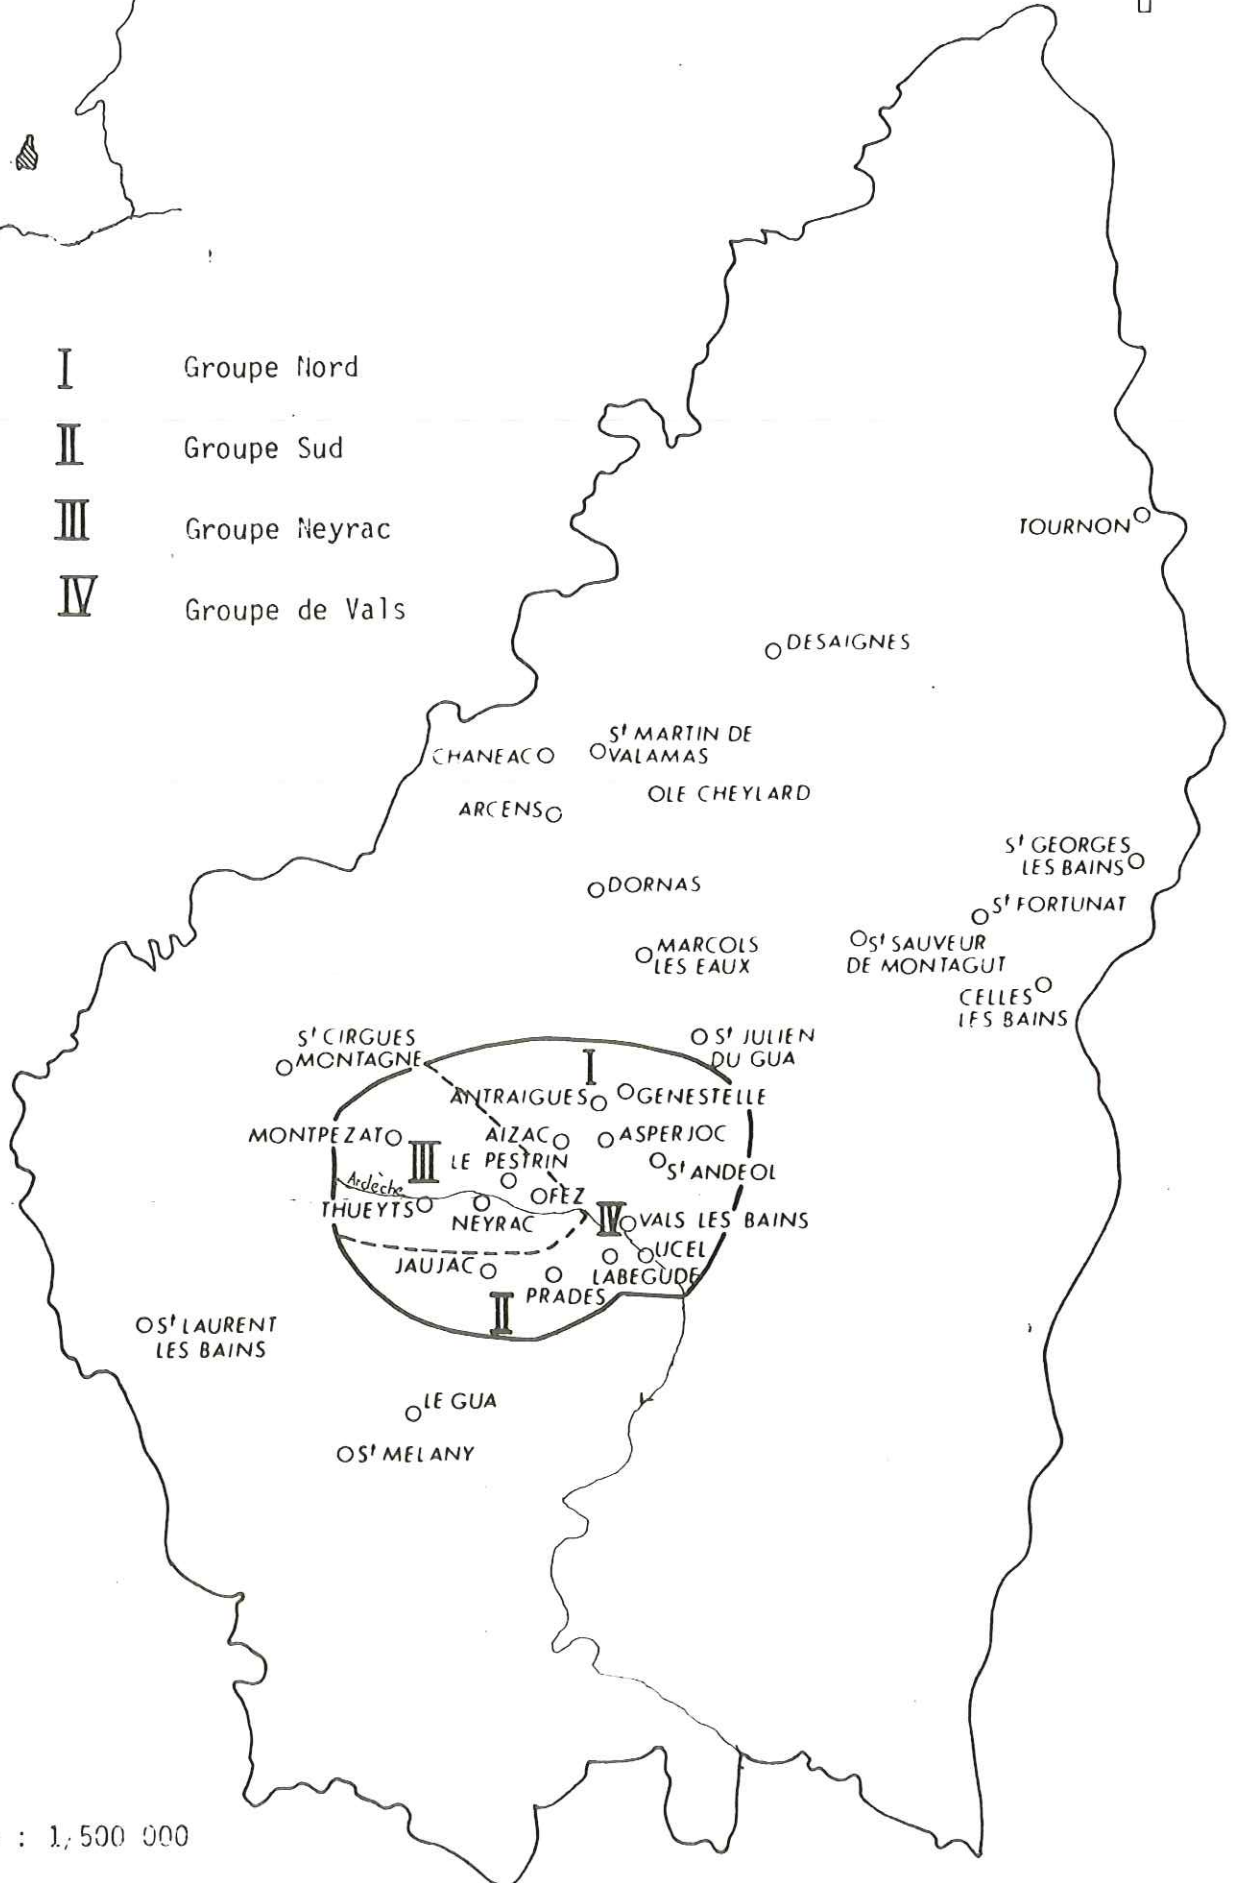 I Groupe Nord
II Groupe Sud
III Groupe Neyrac
IV Groupe de Vals
TOURNON
DESAIGNES
Sᵗ MARTIN DE
VALAMAS
CHANEAC
LE CHEYLARD
ARCENS
Sᵗ GEORGES
LES BAINS
DORNAS
Sᵗ FORTUNAT
MARCOLS
LES EAUX
Sᵗ SAUVEUR
DE MONTAGUT
CELLES
LES BAINS
Sᵗ CIRGUES
MONTAGNE
Sᵗ JULIEN
DU GUA
I
ANTRAIGUES
GENESTELLE
MONTPEZAT
AIZAC
ASPERJOC
III
LE PESTRIN
Sᵗ ANDEOL
Ardèche
FEZ
THUEYTS
NEYRAC
IV
VALS LES BAINS
UCEL
JAUJAC
LABEGUDE
PRADES
II
Sᵗ LAURENT
LES BAINS
LE GUA
Sᵗ MELANY
: 1/500 000